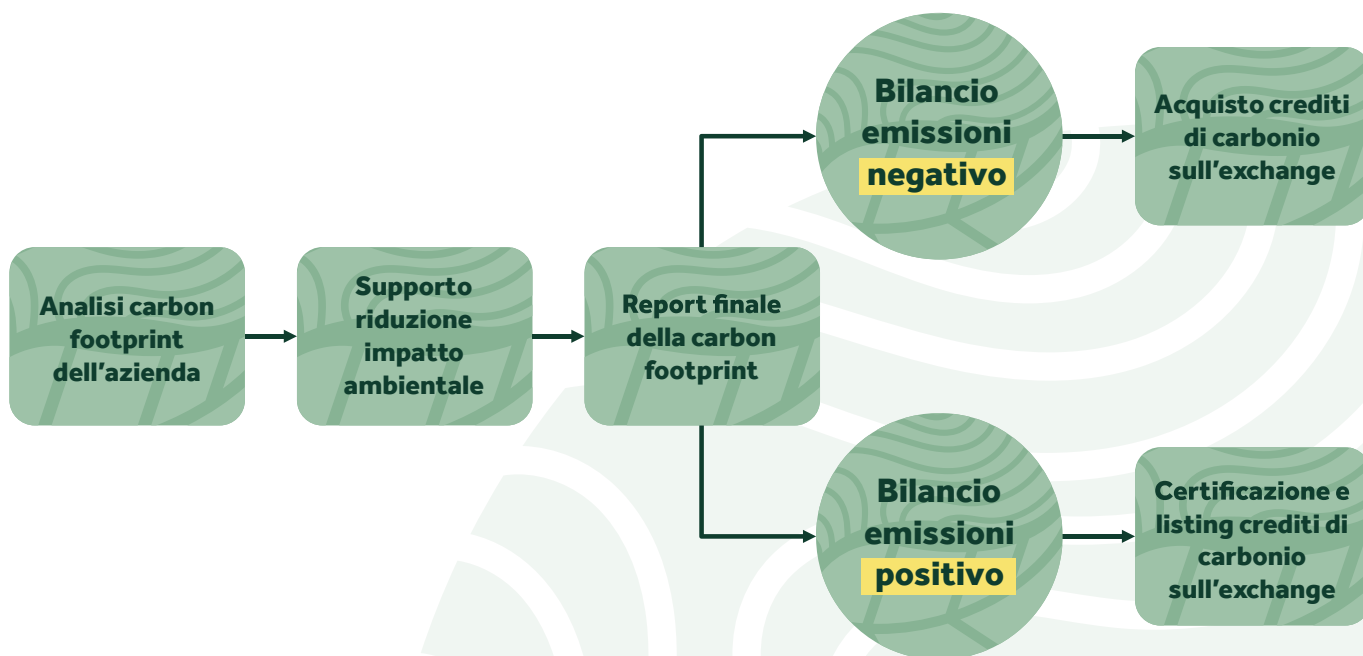 Analisi carbon
footprint
dell'azienda
Supporto
riduzione
impatto
ambientale
Report finale
della carbon
footprint
Bilancio
emissioni
negativo
Acquisto crediti
di carbonio
sull'exchange
Bilancio
emissioni
positivo
Certificazione e
listing crediti di
carbonio
sull'exchange